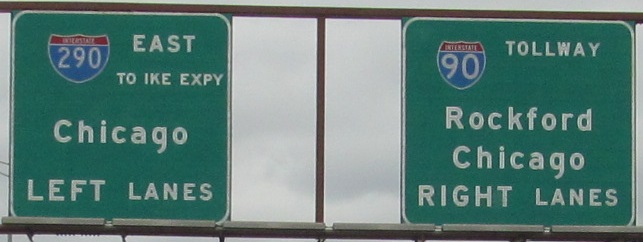 INTERSTATE
290
EAST
TO IKE EXPY
Chicago
LEFT LANES
INTERSTATE
90
TOLLWAY
Rockford
Chicago
RIGHT LANES